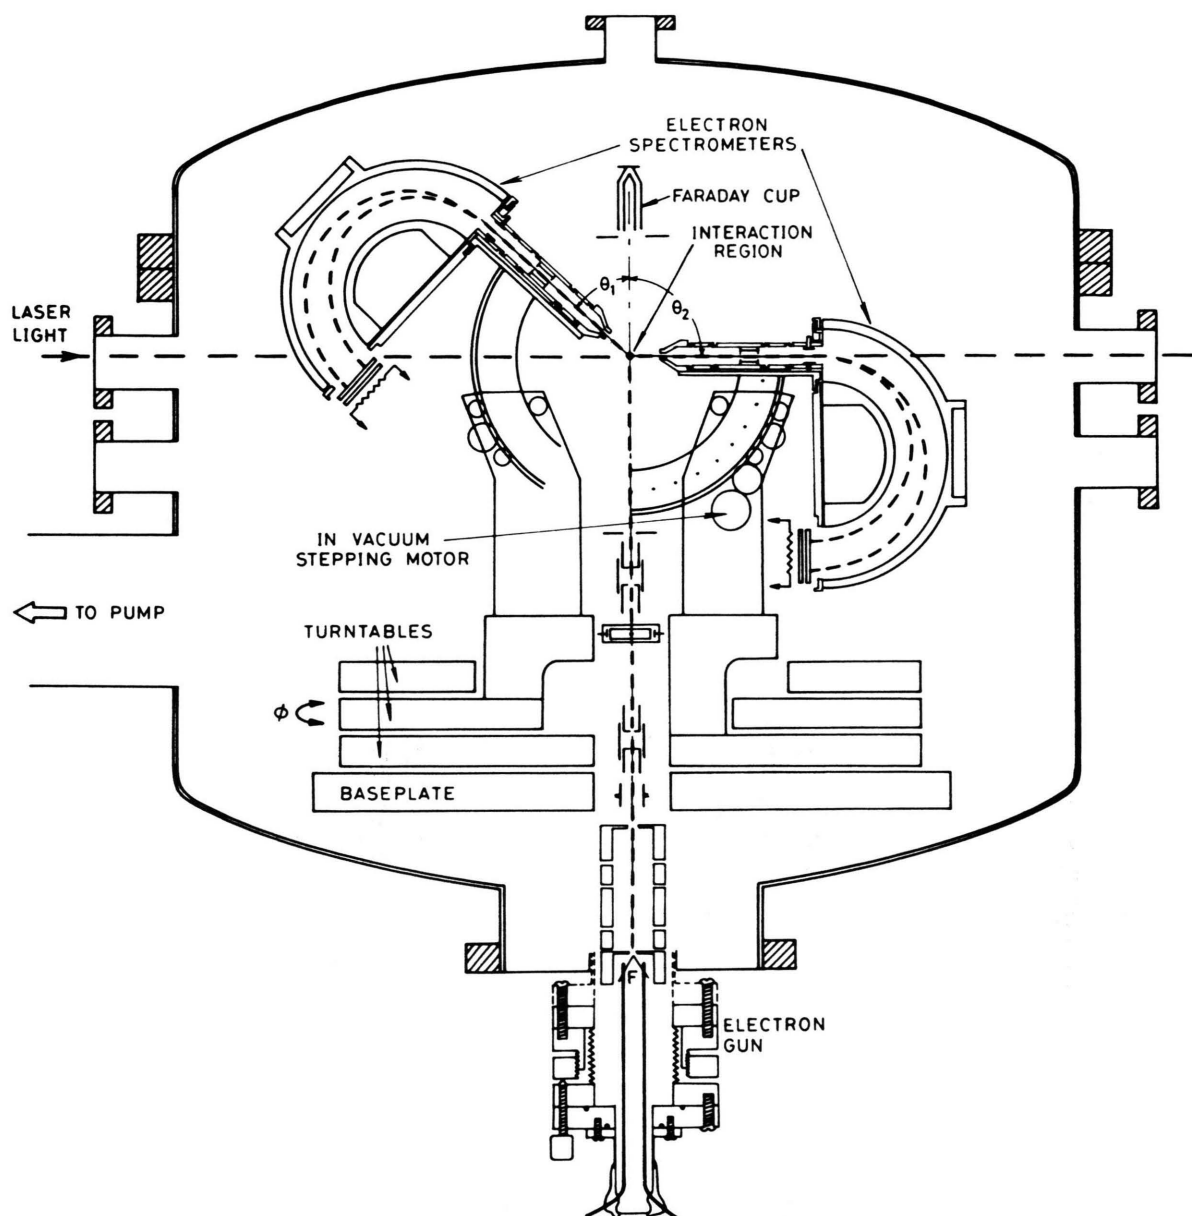 ELECTRON
SPECTROMETERS
FARADAY CUP
INTERACTION
REGION
θ1
θ2
LASER
LIGHT
IN VACUUM
STEPPING MOTOR
TO PUMP
TURNTABLES
ϕ
BASEPLATE
F
ELECTRON
GUN